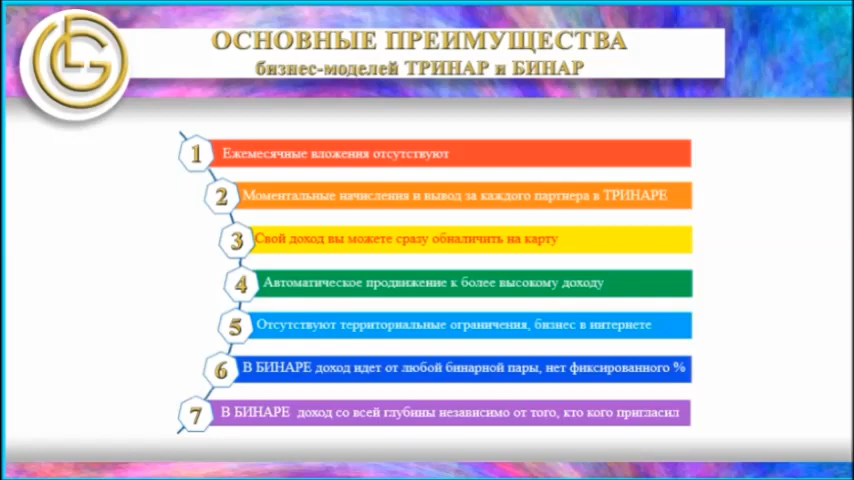 LG
ОСНОВНЫЕ ПРЕИМУЩЕСТВА
бизнес-моделей ТРИНАР и БИНАР
1 Ежемесячные вложения отсутствуют
2 Моментальные начисления и вывод за каждого партнера в ТРИНАРЕ
3 Свой доход вы можете сразу обналичить на карту
4 Автоматическое продвижение к более высокому доходу
5 Отсутствуют территориальные ограничения, бизнес в интернете
6 В БИНАРЕ доход идет от любой бинарной пары, нет фиксированного %
7 В БИНАРЕ доход со всей глубины независимо от того, кто кого пригласил